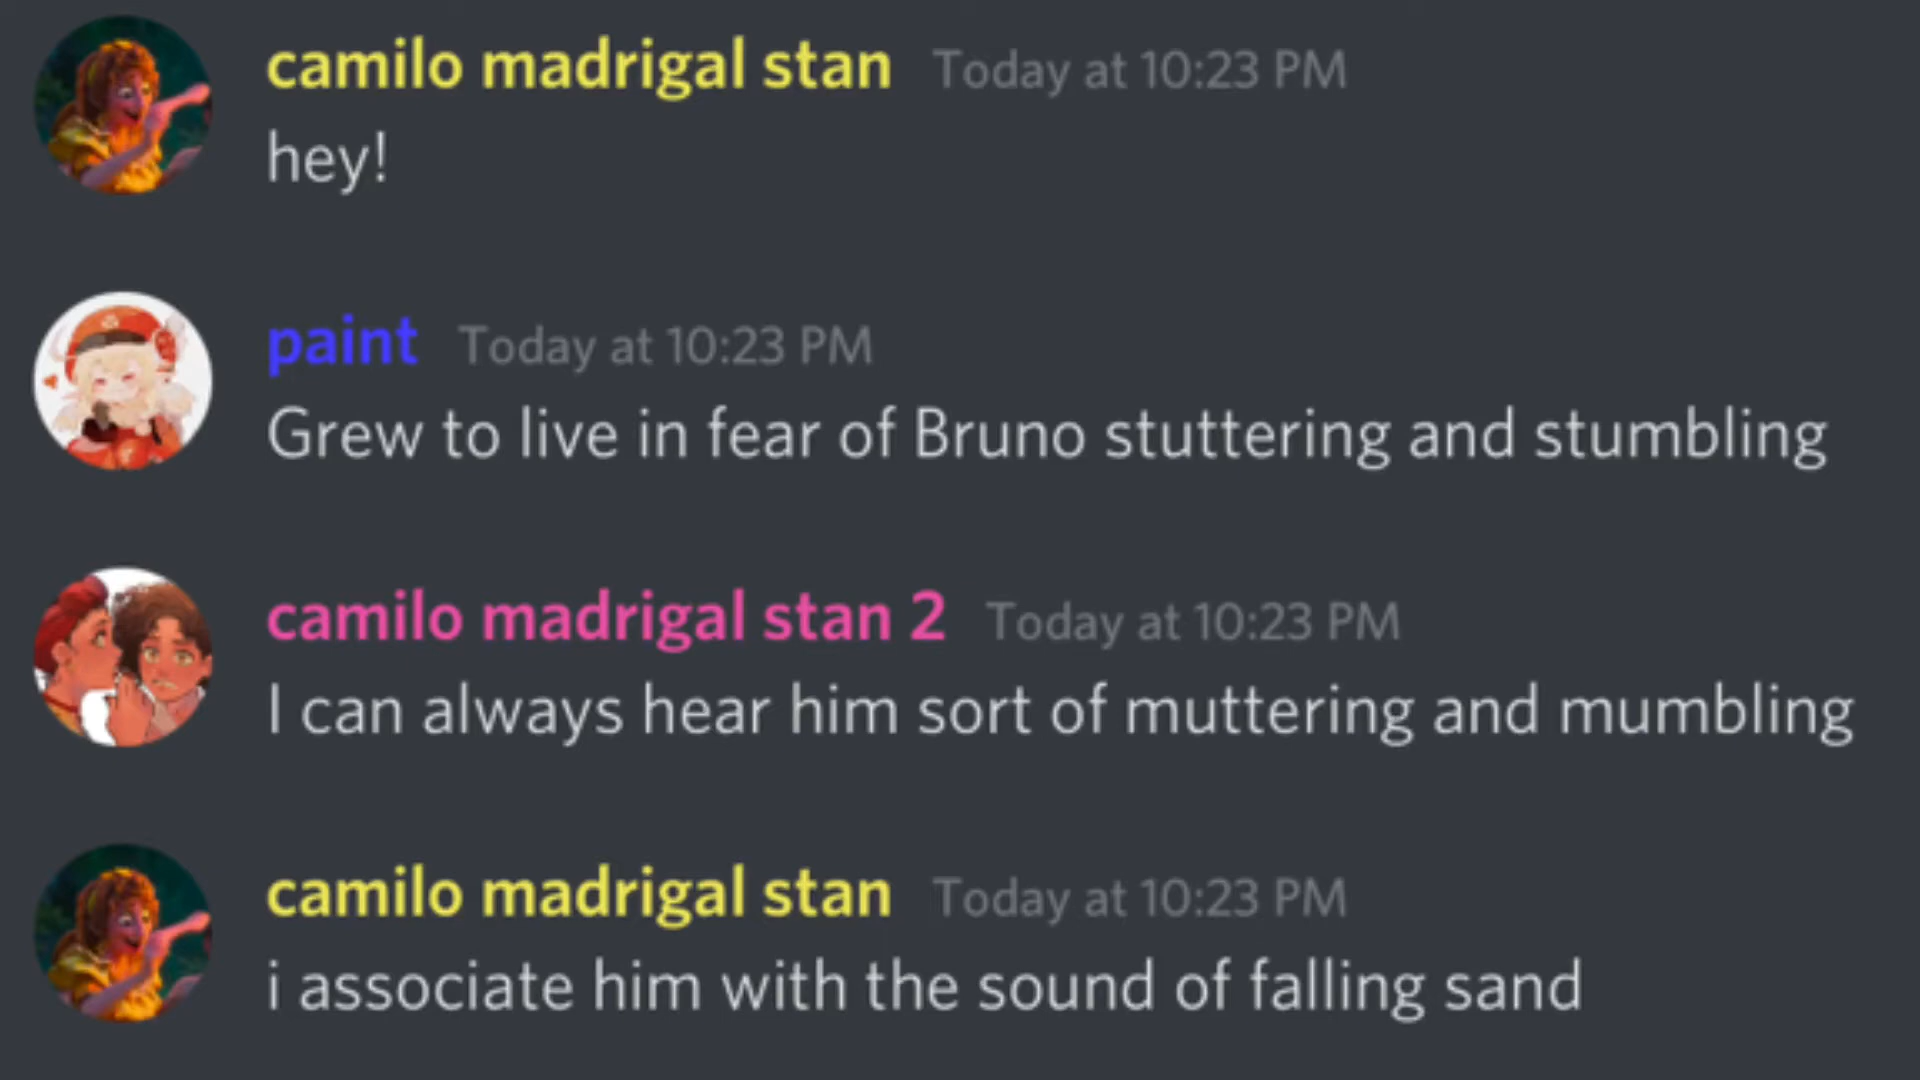 camilo madrigal stan Today at 10:23 PM
hey!
paint Today at 10:23 PM
Grew to live in fear of Bruno stuttering and stumbling
camilo madrigal stan 2 Today at 10:23 PM
I can always hear him sort of muttering and mumbling
camilo madrigal stan Today at 10:23 PM
i associate him with the sound of falling sand